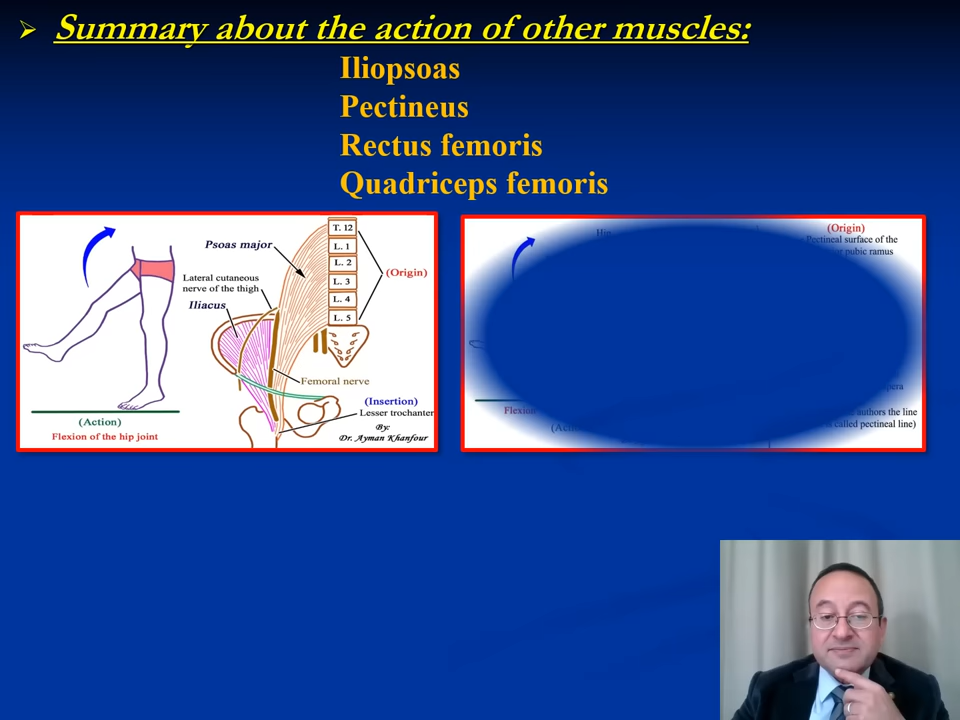 Summary about the action of other muscles:
Iliopsoas
Pectineus
Rectus femoris
Quadriceps femoris
T. 12
Psoas major
L. 1
L. 2
(Origin)
Lateral cutaneous
nerve of the thigh
L. 3
Iliacus
L. 4
L. 5
Femoral nerve
(Insertion)
Lesser trochanter
(Action)
Flexion of the hip joint
By:
Dr. Ayman Khanfour
(Origin)
Pectineal surface of the
pubic ramus
authors the line
called pectineal line)